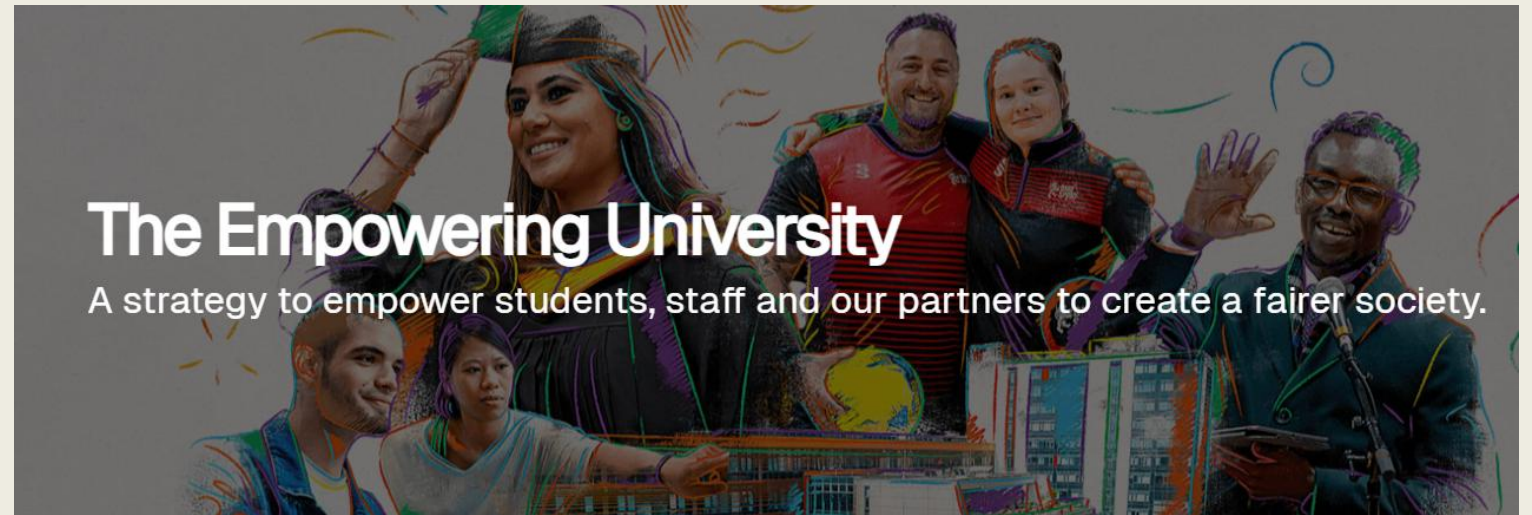 The Empowering University
A strategy to empower students, staff and our partners to create a fairer society.